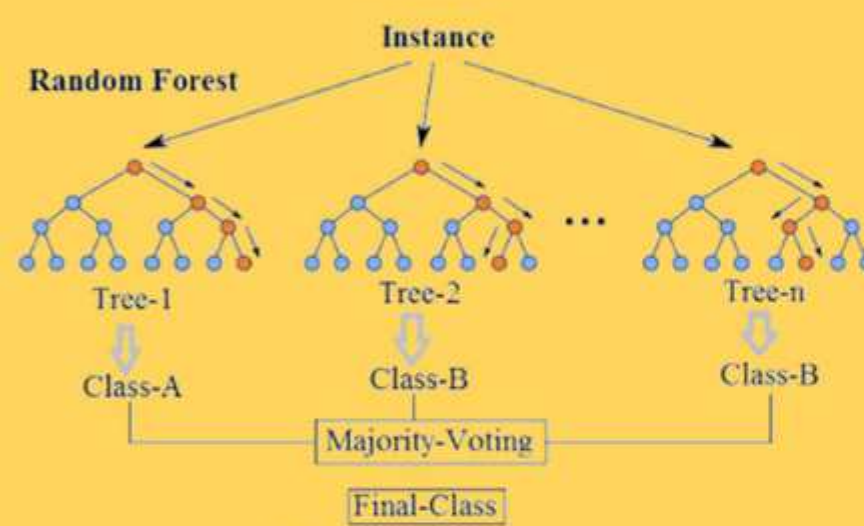 Instance
Random Forest
...
Tree-1
Tree-2
Tree-n
Class-A
Class-B
Class-B
Majority-Voting
Final-Class